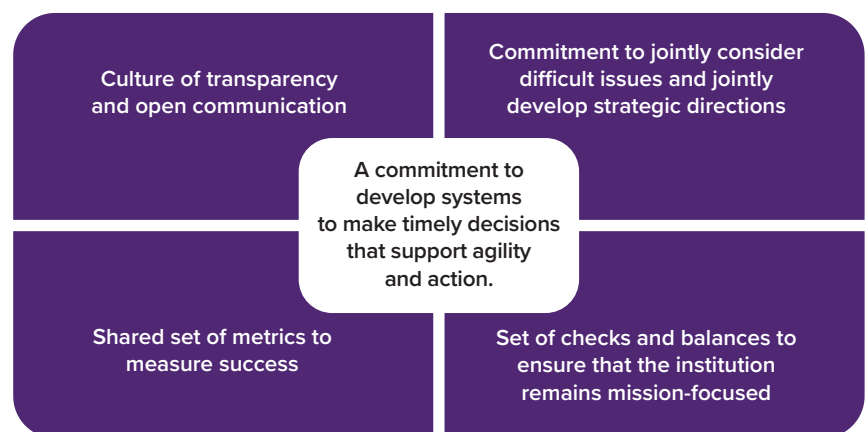 Culture of transparency
and open communication
Commitment to jointly consider
difficult issues and jointly
develop strategic directions
A commitment to
develop systems
to make timely decisions
that support agility
and action.
Shared set of metrics to
measure success
Set of checks and balances to
ensure that the institution
remains mission-focused